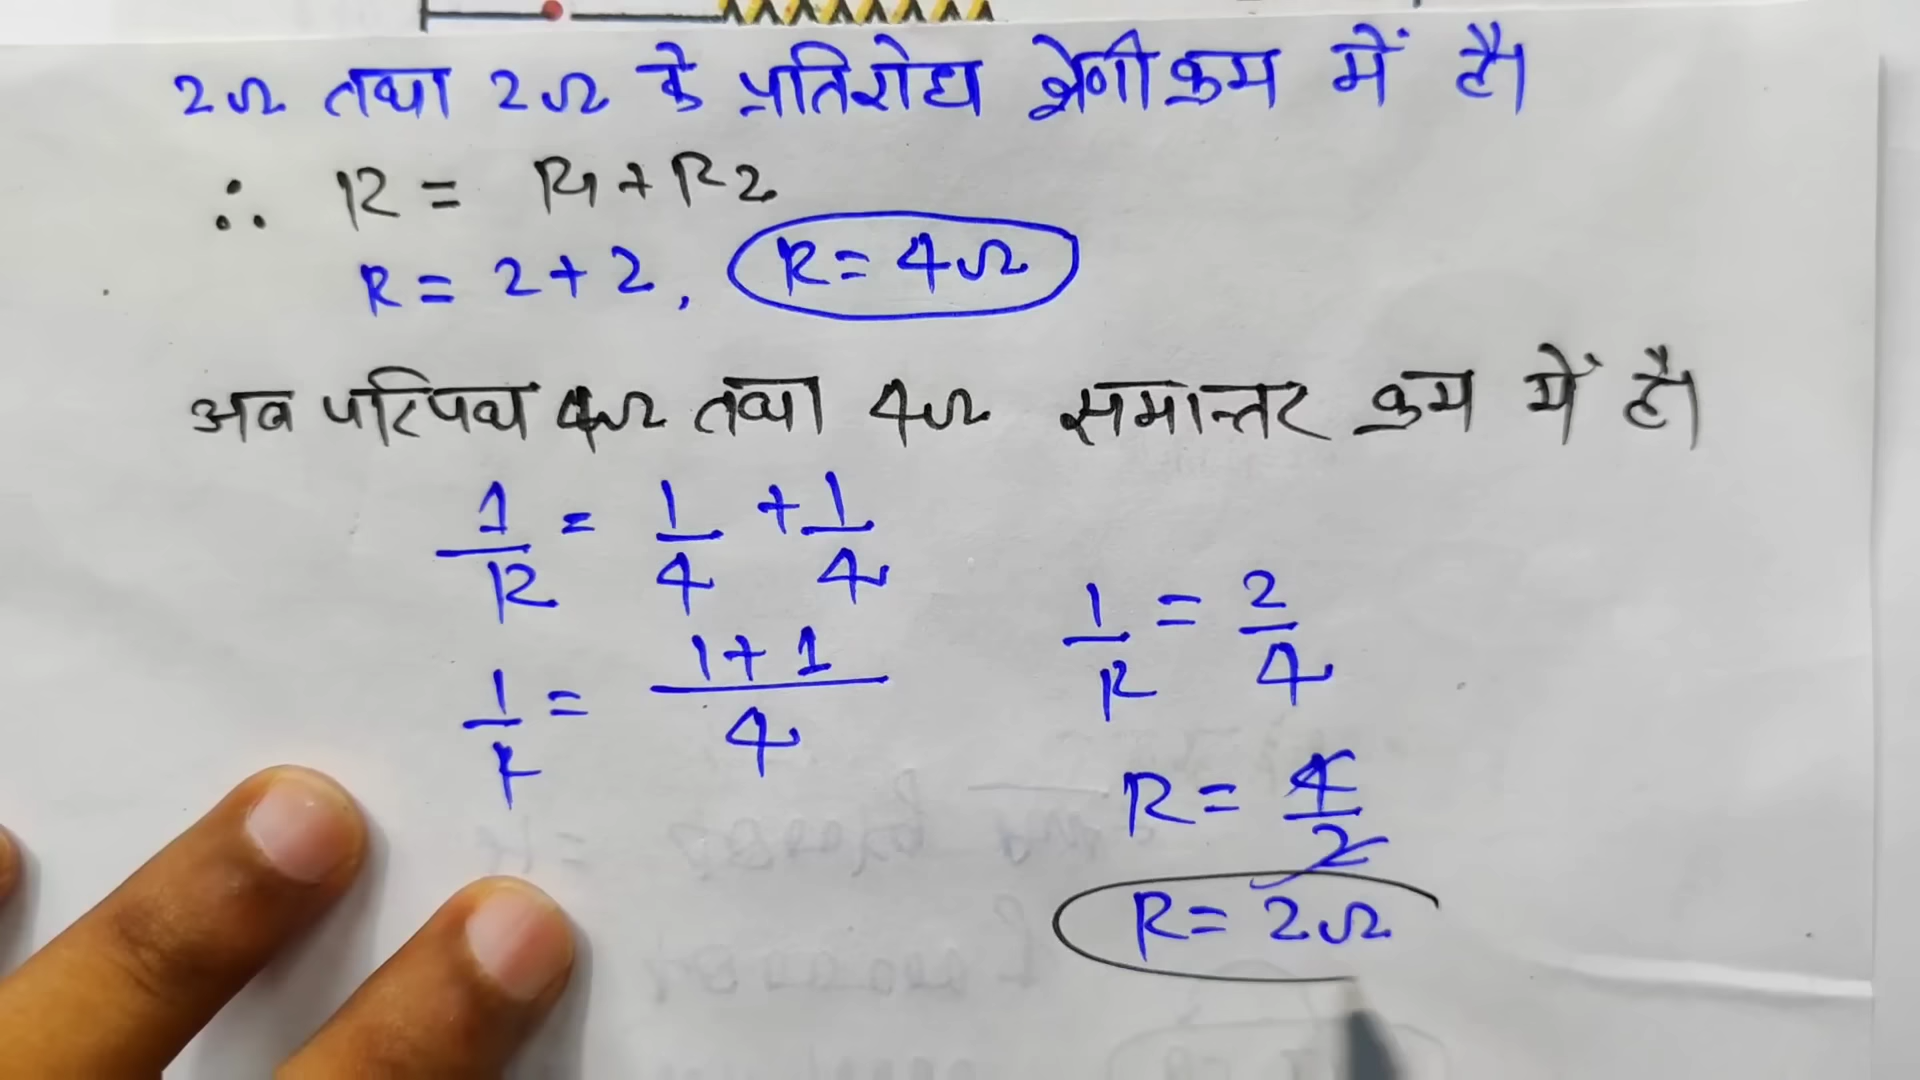 2Ω तथा 2Ω के प्रतिरोध श्रेणीक्रम में है।
∴ R = R1 + R2
R = 2 + 2, R = 4Ω
अब परिपथ 4Ω तथा 4Ω समान्तर क्रम में है।
1/R = 1/4 + 1/4
1/R = (1+1)/4
1/R = 2/4
R = 4/2
R = 2Ω